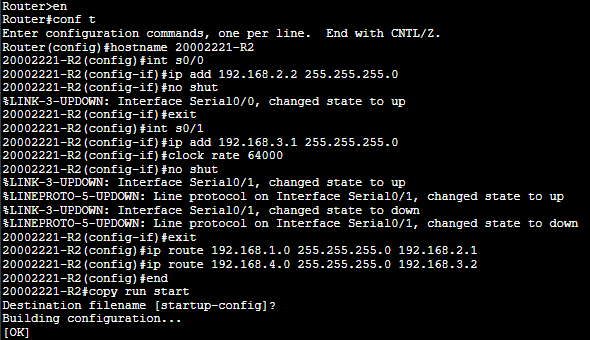 Router>en
Router#conf t
Enter configuration commands, one per line.  End with CNTL/Z.
Router(config)#hostname 20002221-R2
20002221-R2(config)#int s0/0
20002221-R2(config-if)#ip add 192.168.2.2 255.255.255.0
20002221-R2(config-if)#no shut
%LINK-3-UPDOWN: Interface Serial0/0, changed state to up
20002221-R2(config-if)#exit
20002221-R2(config)#int s0/1
20002221-R2(config-if)#ip add 192.168.3.1 255.255.255.0
20002221-R2(config-if)#clock rate 64000
20002221-R2(config-if)#no shut
%LINK-3-UPDOWN: Interface Serial0/1, changed state to up
%LINEPROTO-5-UPDOWN: Line protocol on Interface Serial0/1, changed state to up
%LINK-3-UPDOWN: Interface Serial0/1, changed state to down
%LINEPROTO-5-UPDOWN: Line protocol on Interface Serial0/1, changed state to down
20002221-R2(config-if)#exit
20002221-R2(config)#ip route 192.168.1.0 255.255.255.0 192.168.2.1
20002221-R2(config)#ip route 192.168.4.0 255.255.255.0 192.168.3.2
20002221-R2(config)#end
20002221-R2#copy run start
Destination filename [startup-config]?
Building configuration...
[OK]